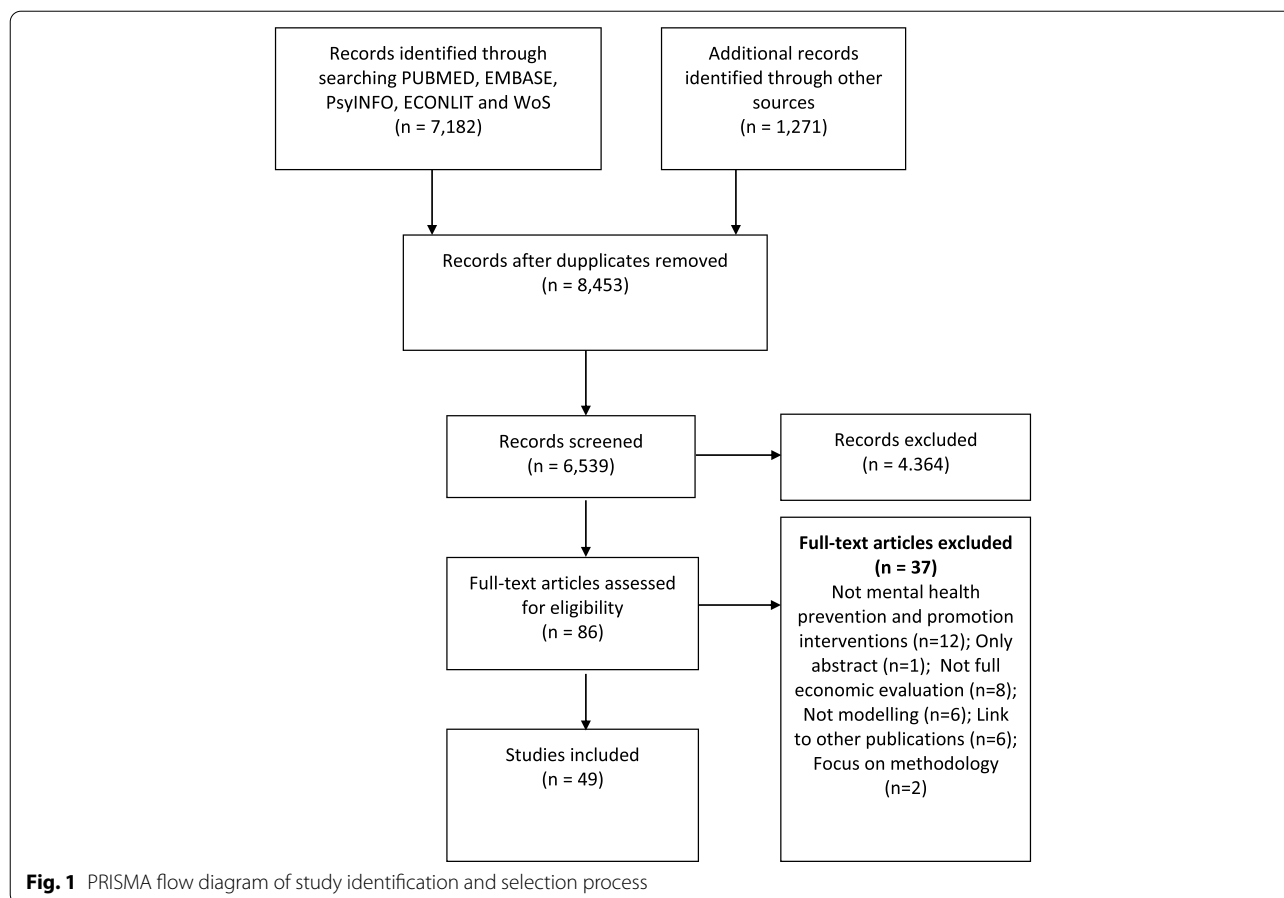 Records identified through
searching PUBMED, EMBASE,
PsyINFO, ECONLIT and WoS
(n = 7,182)
Additional records
identified through other
sources
(n = 1,271)
Records after dupplicates removed
(n = 8,453)
Records screened
(n = 6,539)
Records excluded
(n = 4.364)
Full-text articles assessed
for eligibility
(n = 86)
Full-text articles excluded
(n = 37)
Not mental health
prevention and promotion
interventions (n=12); Only
abstract (n=1);  Not full
economic evaluation (n=8);
Not modelling (n=6); Link
to other publications (n=6);
Focus on methodology
(n=2)
Studies included
(n = 49)
Fig. 1 PRISMA flow diagram of study identification and selection process